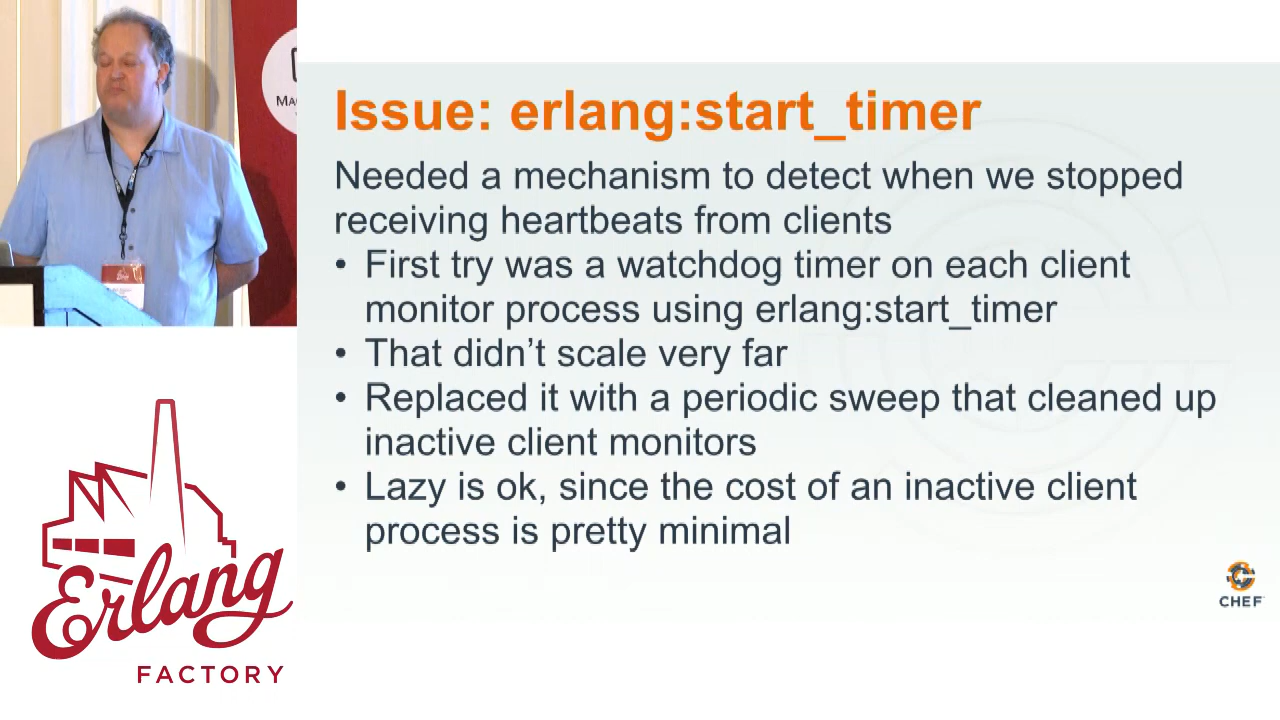 Issue: erlang:start_timer
Needed a mechanism to detect when we stopped
receiving heartbeats from clients
• First try was a watchdog timer on each client
monitor process using erlang:start_timer
• That didn’t scale very far
• Replaced it with a periodic sweep that cleaned up
inactive client monitors
• Lazy is ok, since the cost of an inactive client
process is pretty minimal
CHEF
Erlang
FACTORY